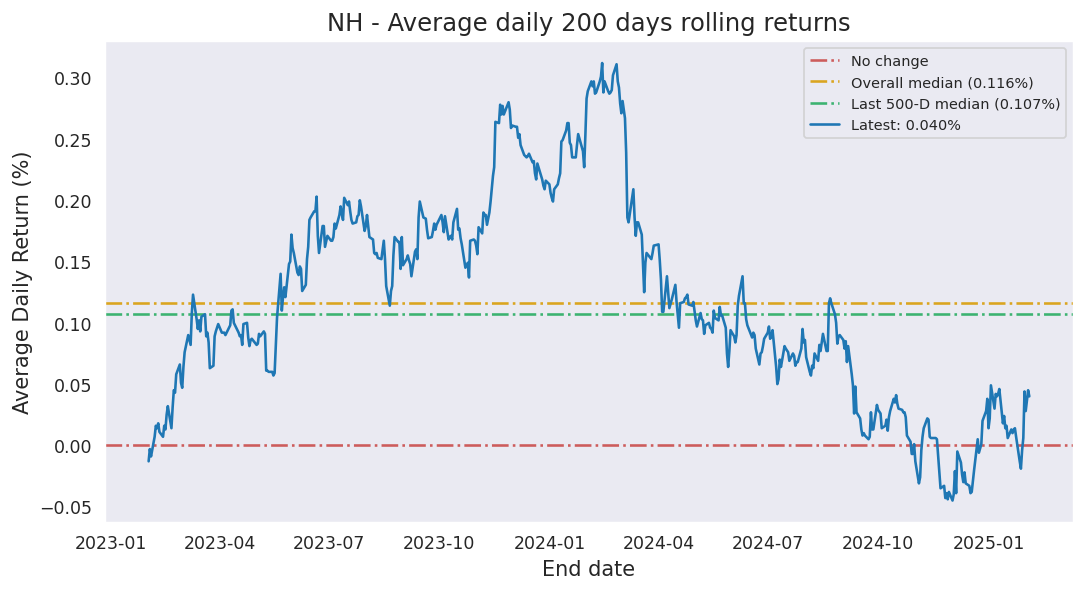 NH - Average daily 200 days rolling returns
No change
Overall median (0.116%)
Last 500-D median (0.107%)
Latest: 0.040%
Average Daily Return (%)
0.30
0.25
0.20
0.15
0.10
0.05
0.00
−0.05
2023-01 2023-04 2023-07 2023-10 2024-01 2024-04 2024-07 2024-10 2025-01
End date